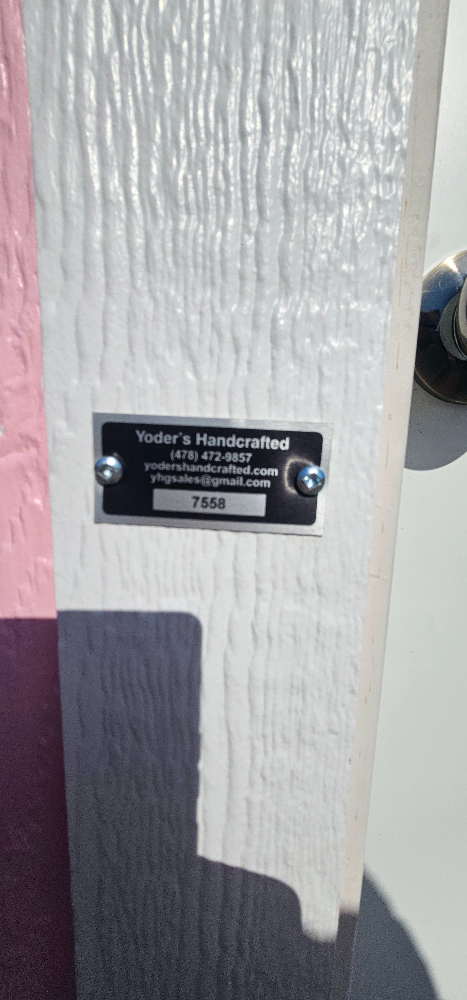 Yoder`s Handcrafted
(478) 472-9857
yodershandcrafted.com
yhgsales@gmail.com
7558